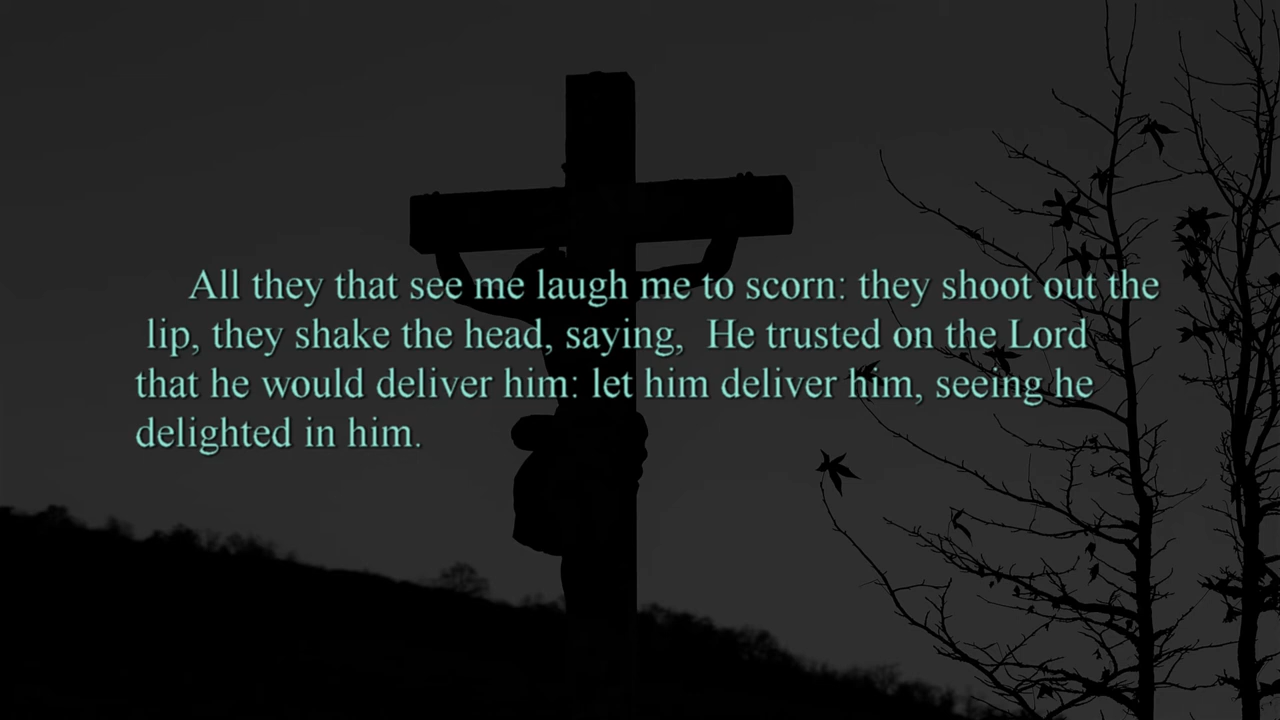 All they that see me laugh me to scorn: they shoot out the
lip, they shake the head, saying, He trusted on the Lord
that he would deliver him: let him deliver him, seeing he
delighted in him.